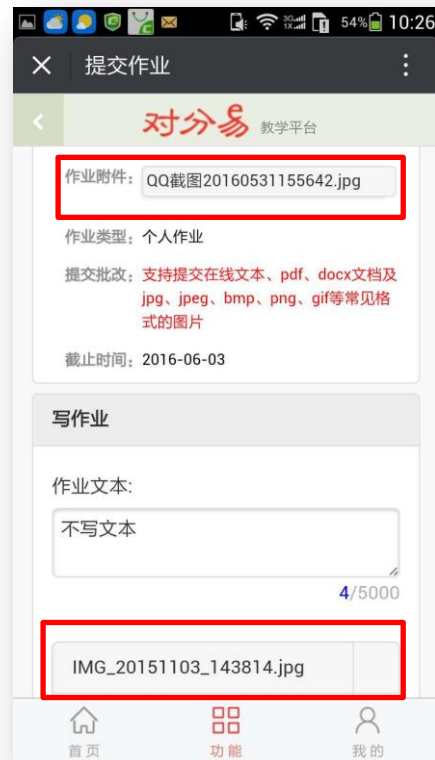 54% 10:26
提交作业
对分易 教学平台
作业附件: QQ截图20160531155642.jpg
作业类型: 个人作业
提交批改: 支持提交在线文本、pdf、docx文档及
jpg、jpeg、bmp、png、gif等常见格
式的图片
截止时间: 2016-06-03
写作业
作业文本:
不写文本
4/5000
IMG_20151103_143814.jpg
首页 功能 我的